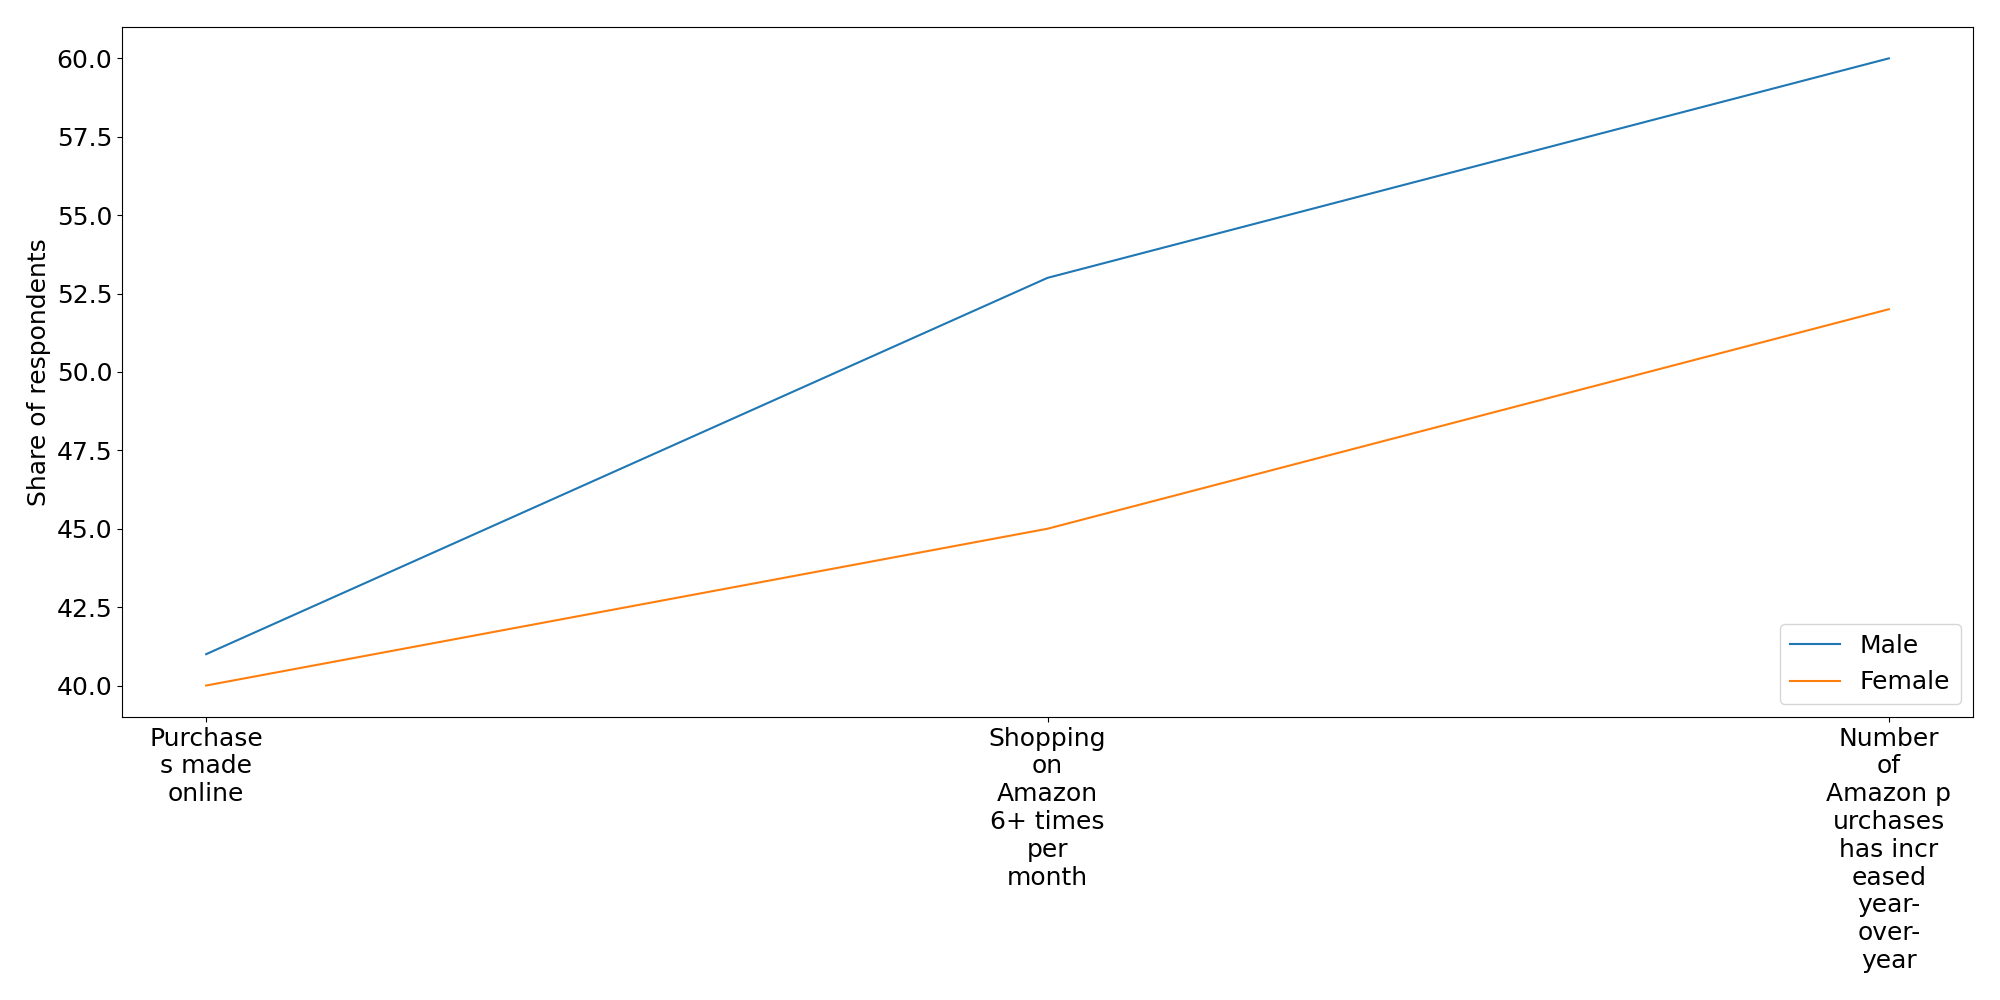 60.0
57.5
55.0
52.5
50.0
47.5
45.0
42.5
40.0
Share of respondents
Male
Female
Purchase
s made
online
Shopping
on
Amazon
6+ times
per
month
Number
of
Amazon p
urchases
has incr
eased
year-
over-
year